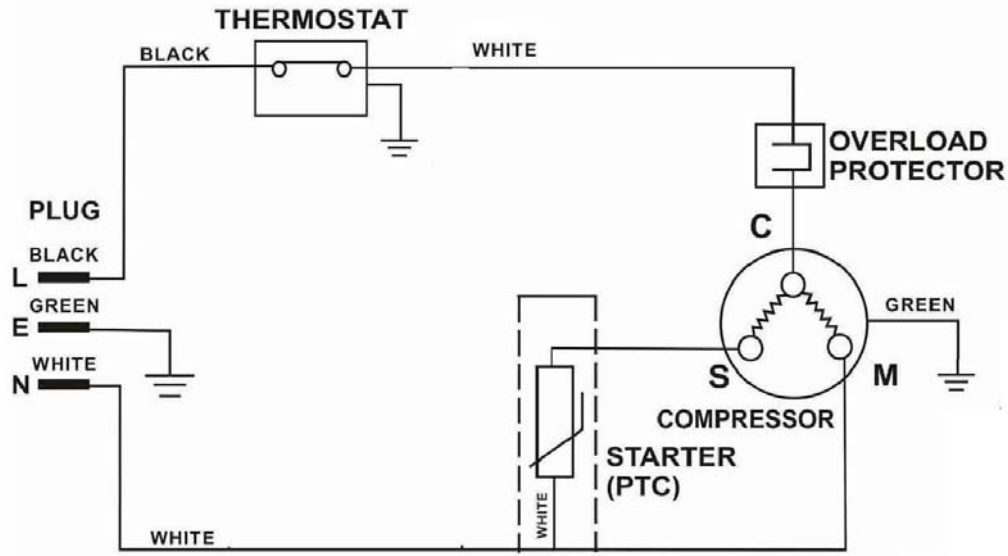 THERMOSTAT
BLACK
WHITE
OVERLOAD
PROTECTOR
PLUG
BLACK
L
GREEN
E
WHITE
N
C
GREEN
S
M
COMPRESSOR
STARTER
(PTC)
WHITE
WHITE